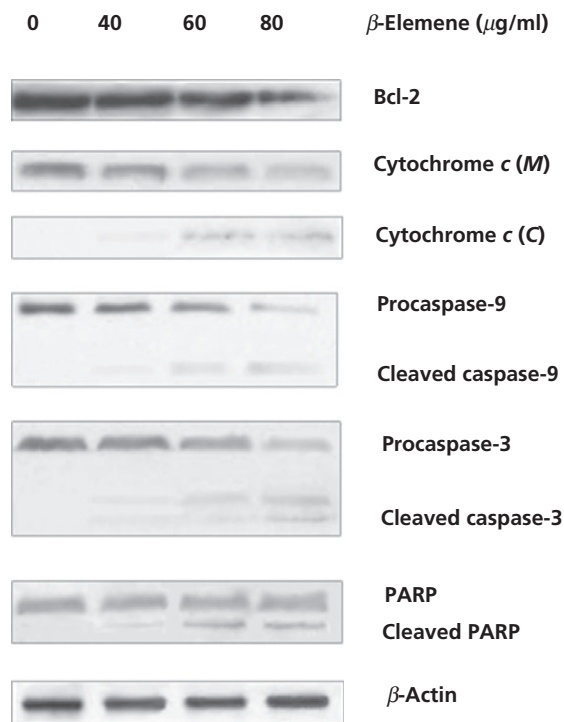 0 40 60 80 β-Elemene (μg/ml)
Bcl-2
Cytochrome c (M)
Cytochrome c (C)
Procaspase-9
Cleaved caspase-9
Procaspase-3
Cleaved caspase-3
PARP
Cleaved PARP
β-Actin